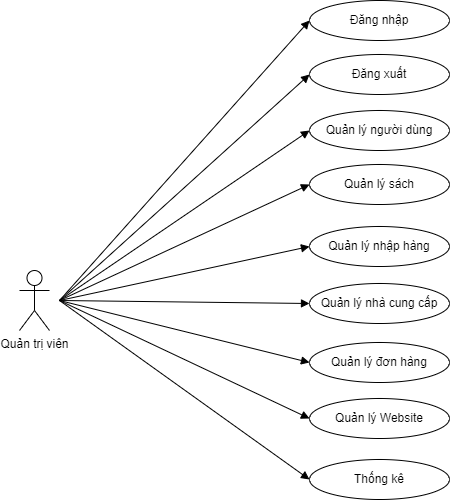 Đăng nhập
Đăng xuất
Quản lý người dùng
Quản lý sách
Quản lý nhập hàng
Quản lý nhà cung cấp
Quản lý đơn hàng
Quản lý Website
Thống kê
Quản trị viên